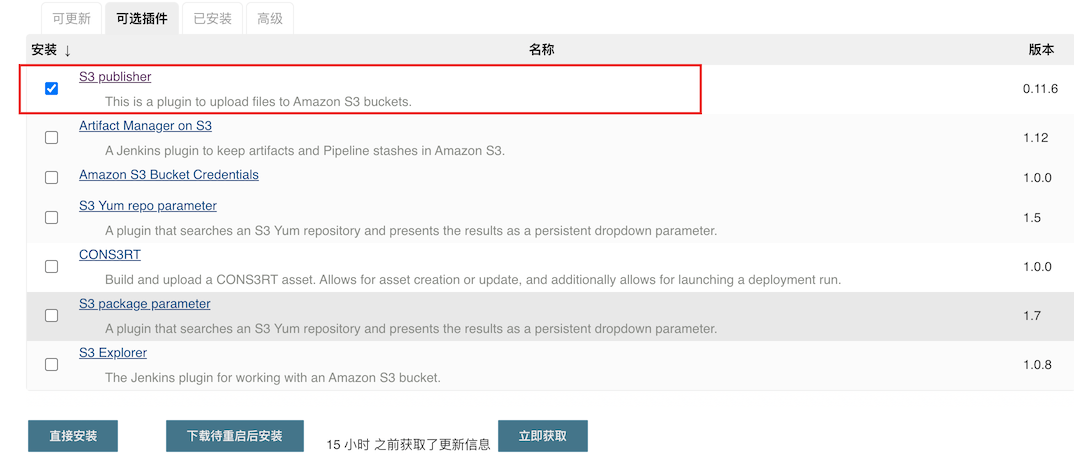 可更新 可选插件 已安装 高级
安装 ↓ 名称 版本
S3 publisher
This is a plugin to upload files to Amazon S3 buckets.
0.11.6
Artifact Manager on S3
A Jenkins plugin to keep artifacts and Pipeline stashes in Amazon S3.
1.12
Amazon S3 Bucket Credentials
1.0.0
S3 Yum repo parameter
A plugin that searches an S3 Yum repository and presents the results as a persistent dropdown parameter.
1.5
CONS3RT
Build and upload a CONS3RT asset. Allows for asset creation or update, and additionally allows for launching a deployment run.
1.0.0
S3 package parameter
A plugin that searches an S3 Yum repository and presents the results as a persistent dropdown parameter.
1.7
S3 Explorer
The Jenkins plugin for working with an Amazon S3 bucket.
1.0.8
直接安装 下载待重启后安装 15 小时 之前获取了更新信息 立即获取